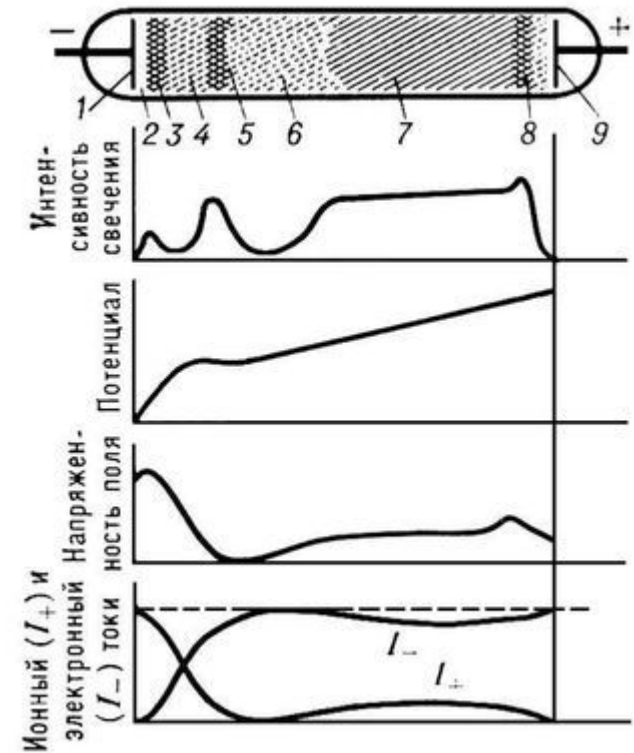 − +
1 2 3 4 5 6 7 8 9
Интен-
сивность
свечения
Потенциал
Напряжен-
ность поля
Ионный (I₊) и
электронный
(I₋) токи
I₋
I₊